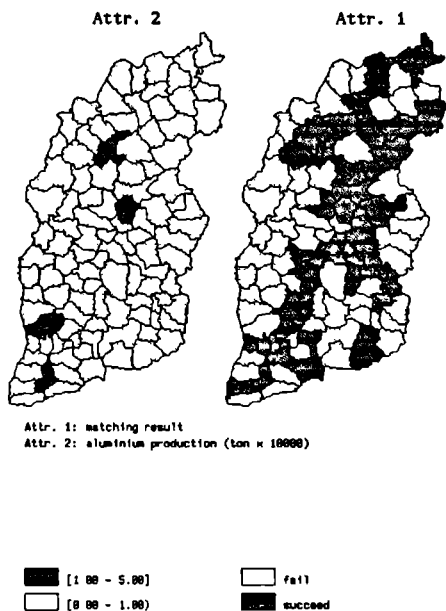 Attr. 2
Attr. 1
Attr. 1: matching result
Attr. 2: aluminium production (ton x 10000)
[1 00 - 5.00]
[0 00 - 1.00)
fail
succeed